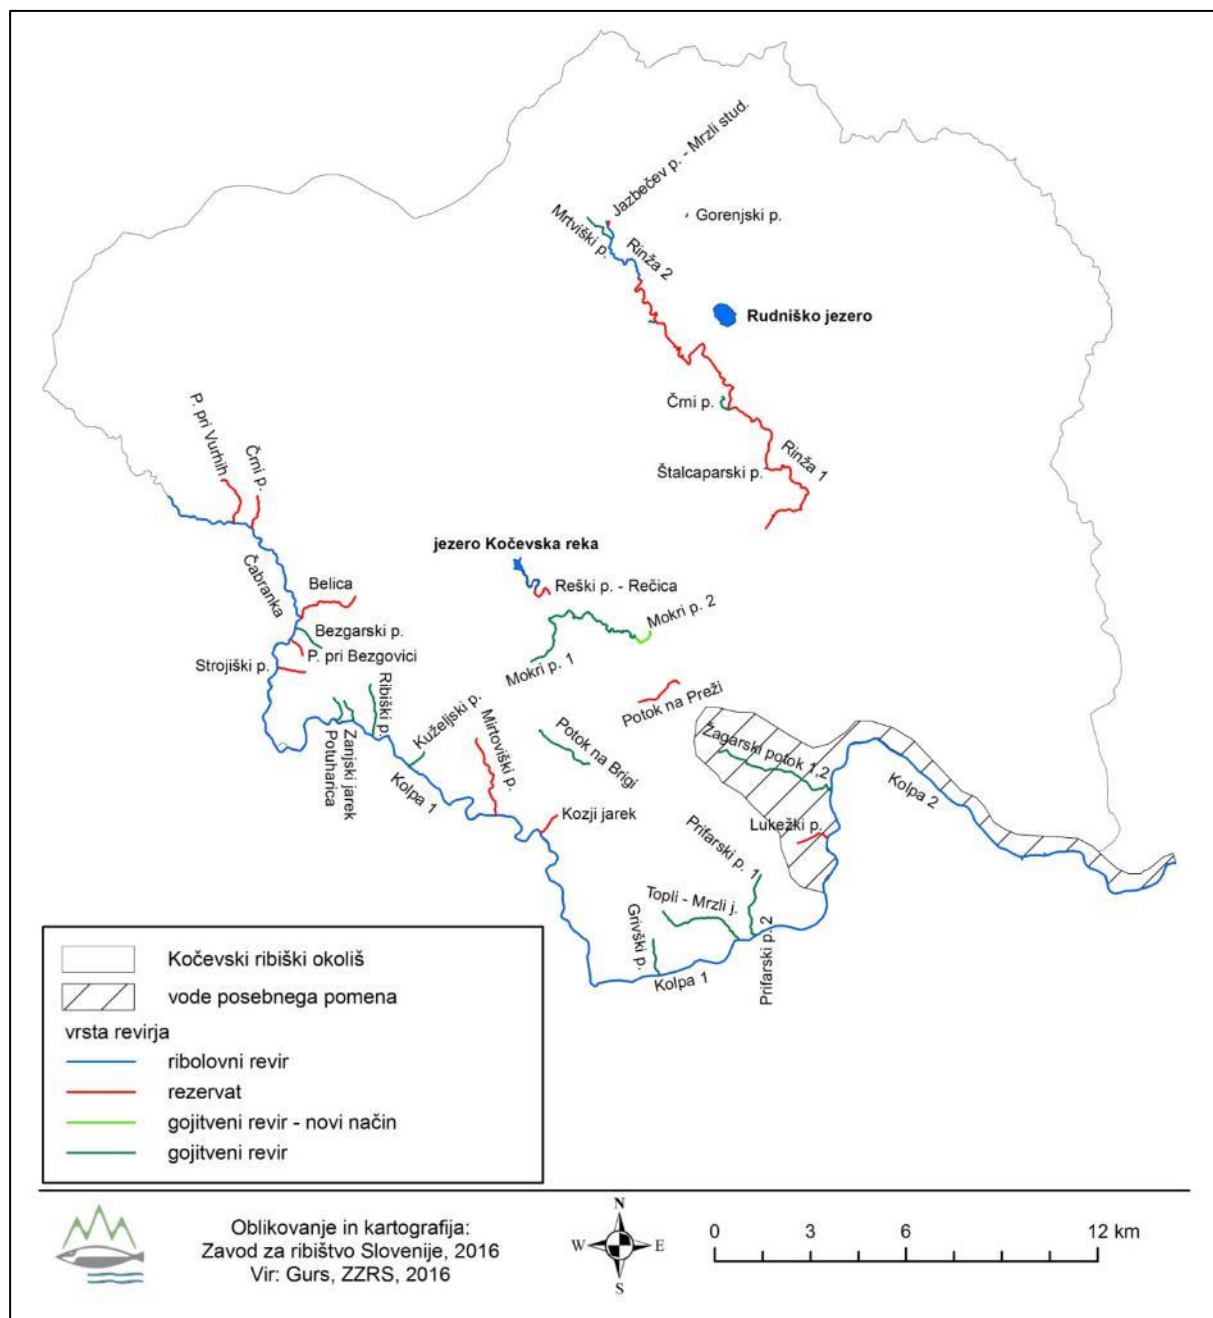 Jazbečev p. - Mrzli stud.
Gorenjski p.
Mrtviški p.
Rinža 2
Rudniško jezero
Črni p.
Rinža 1
Štalcaparski p.
P. pri Vurhih
Črni p.
jezero Kočevska reka
Reški p. - Rečica
Čabranka
Belica
Bezgarski p.
P. pri Bezgovici
Strojiški p.
Mokri p. 2
Mokri p. 1
Ribiški p.
Zanjski jarek
Potuharica
Kuželjski p.
Kolpa 1
Mirtoviški p.
Potok na Preži
Potok na Brigi
Žagarski potok 1,2
Kolpa 2
Kozji jarek
Lukežki p.
Prifarski p. 1
Topli - Mrzli j.
Grivški p.
Prifarski p. 2
Kolpa 1
Kočevski ribiški okoliš
vode posebnega pomena
vrsta revirja
ribolovni revir
rezervat
gojitveni revir - novi način
gojitveni revir
Oblikovanje in kartografija:
Zavod za ribištvo Slovenije, 2016
Vir: Gurs, ZZRS, 2016
N
W E
S
0 3 6 12 km